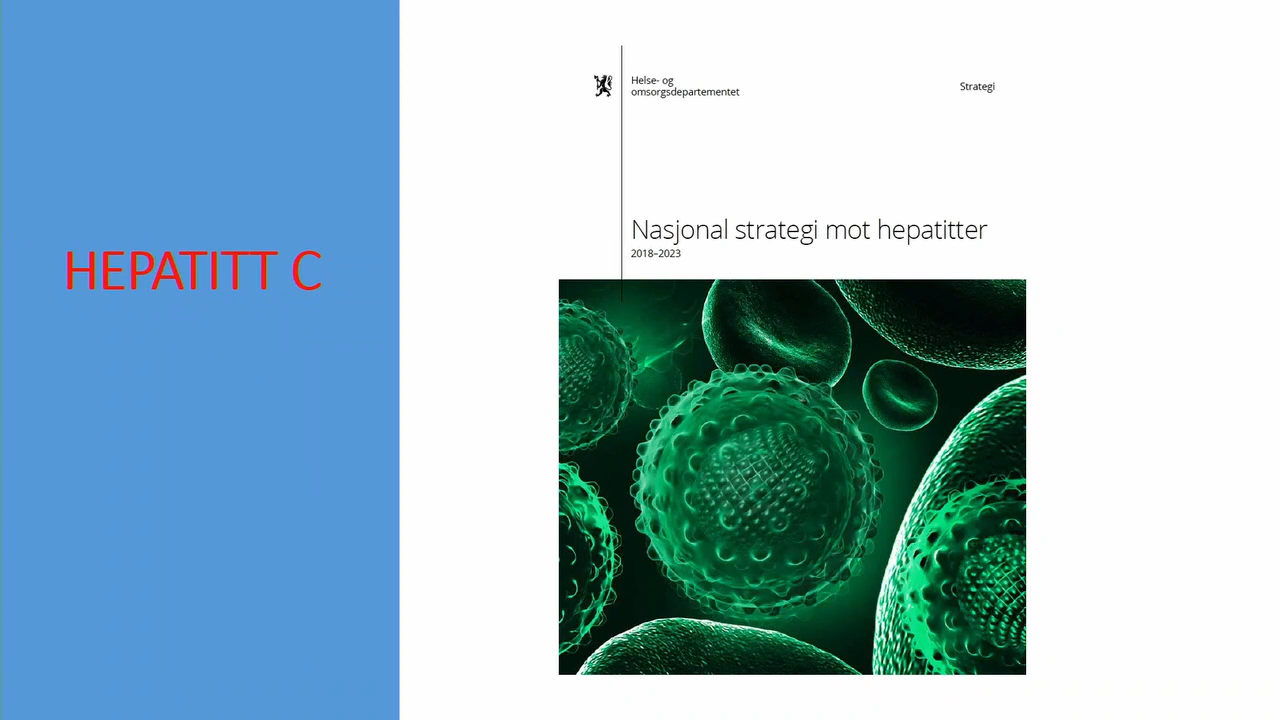 HEPATITT C
Helse- og
omsorgsdepartementet
Strategi
Nasjonal strategi mot hepatitter
2018–2023